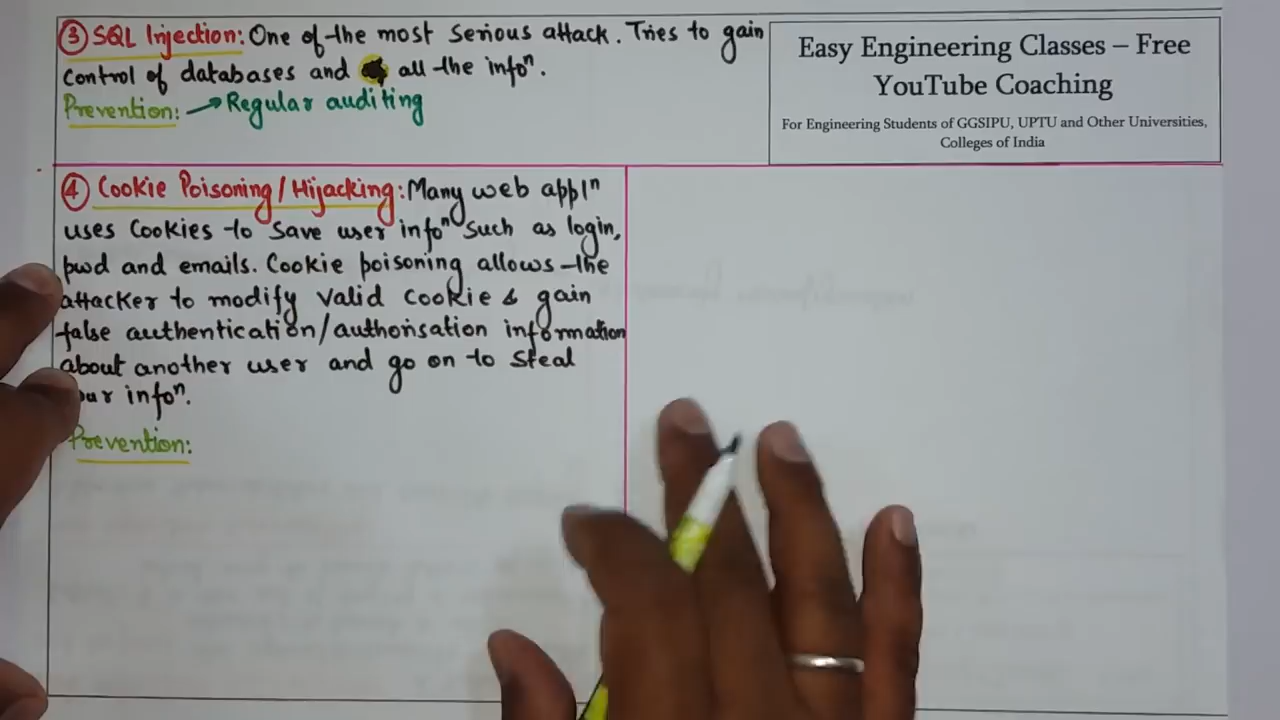 ③ SQL Injection: One of the most serious attack. Tries to gain
control of databases and all the infoⁿ.
Prevention: → Regular auditing
Easy Engineering Classes – Free
YouTube Coaching
For Engineering Students of GGSIPU, UPTU and Other Universities,
Colleges of India
④ Cookie Poisoning/Hijacking: Many web applⁿ
uses cookies to save user infoⁿ such as login,
pwd and emails. Cookie poisoning allows the
attacker to modify valid cookie & gain
false authentication/authorisation information
about another user and go on to steal
infoⁿ.
Prevention: